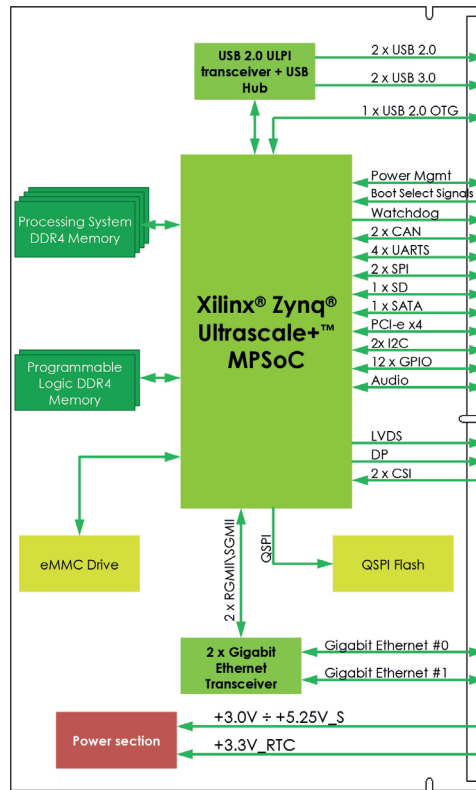 USB 2.0 ULPI
transceiver + USB
Hub
2 x USB 2.0
2 x USB 3.0
1 x USB 2.0 OTG
Processing System
DDR4 Memory
Programmable
Logic DDR4
Memory
Xilinx® Zynq®
Ultrascale+™
MPSoC
Power Mgmt
Boot Select Signals
Watchdog
2 x CAN
4 x UARTS
2 x SPI
1 x SD
1 x SATA
PCI-e x4
2x I2C
12 x GPIO
Audio
LVDS
DP
2 x CSI
eMMC Drive
2 x RGMII\SGMII
QSPI
QSPI Flash
2 x Gigabit
Ethernet
Transceiver
Gigabit Ethernet #0
Gigabit Ethernet #1
Power section
+3.0V ÷ +5.25V_S
+3.3V_RTC